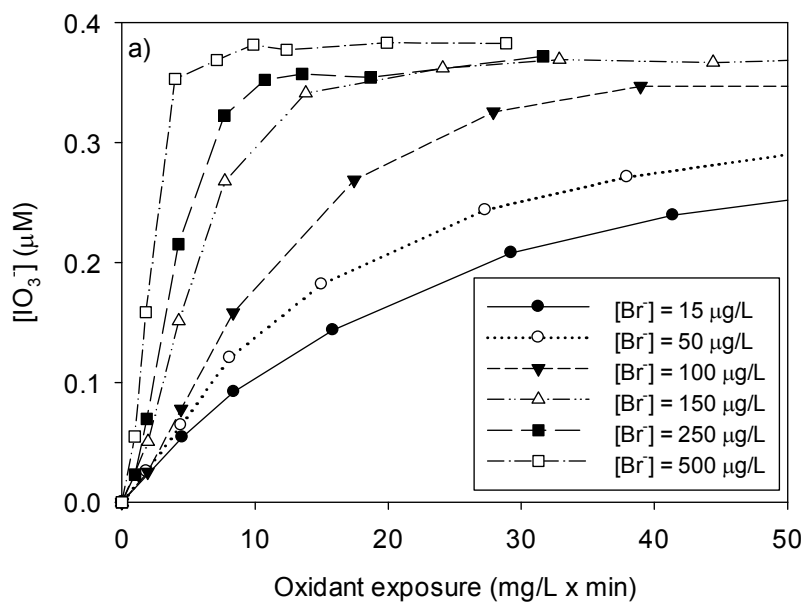 a)
0.4
0.3
0.2
0.1
0.0
[IO₃⁻] (μM)
[Br⁻] = 15 μg/L
[Br⁻] = 50 μg/L
[Br⁻] = 100 μg/L
[Br⁻] = 150 μg/L
[Br⁻] = 250 μg/L
[Br⁻] = 500 μg/L
0 10 20 30 40 50
Oxidant exposure (mg/L x min)